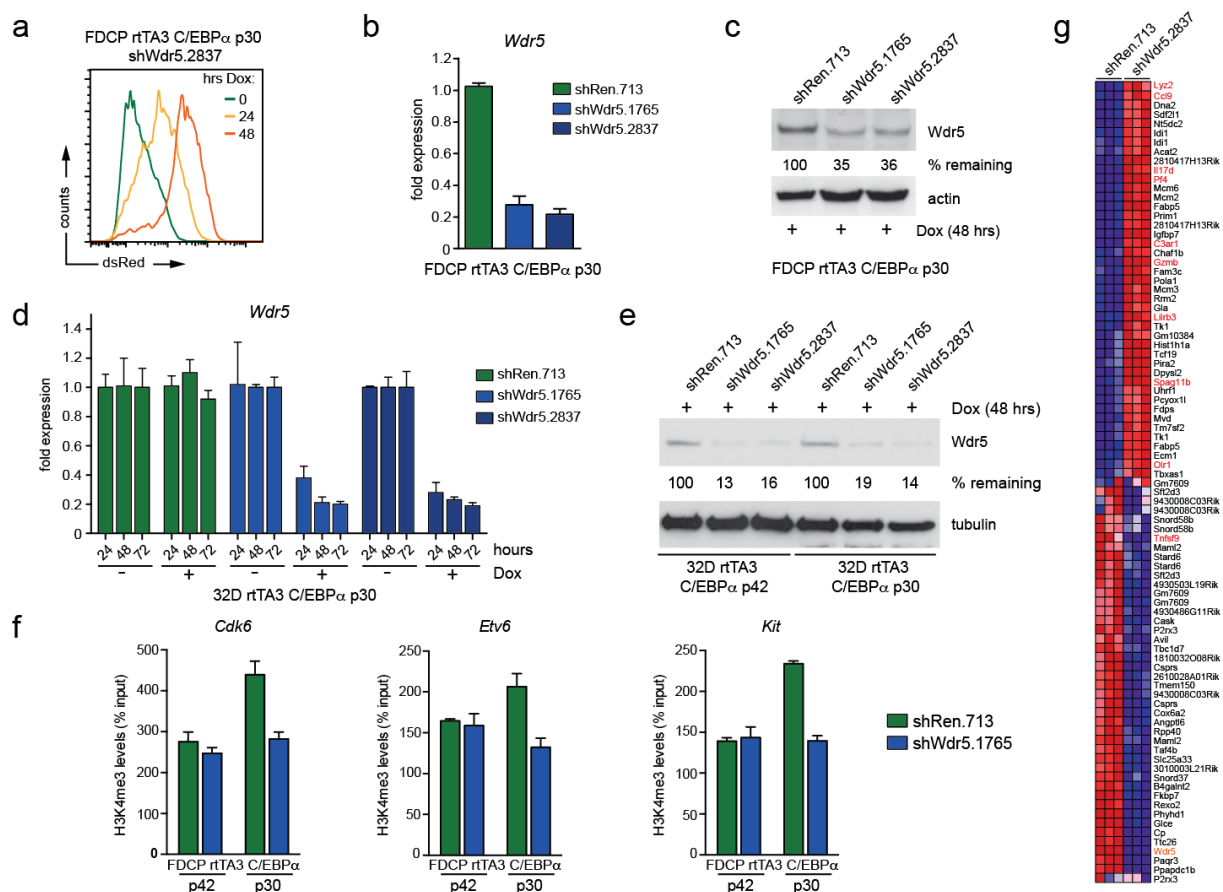 a
FDCP rtTA3 C/EBPα p30
shWdr5.2837
hrs Dox:
0
24
48
counts
dsRed
b
Wdr5
fold expression
1.2
1.0
0.8
0.6
0.4
0.2
0
shRen.713
shWdr5.1765
shWdr5.2837
FDCP rtTA3 C/EBPα p30
c
shRen.713
shWdr5.1765
shWdr5.2837
Wdr5
100 35 36 % remaining
actin
+ + + Dox (48 hrs)
FDCP rtTA3 C/EBPα p30
d
Wdr5
fold expression
1.4
1.2
1.0
0.8
0.6
0.4
0.2
0
shRen.713
shWdr5.1765
shWdr5.2837
24 48 72 24 48 72 24 48 72 24 48 72 24 48 72 24 48 72 hours
– + – + – + Dox
32D rtTA3 C/EBPα p30
e
shRen.713
shWdr5.1765
shWdr5.2837
shRen.713
shWdr5.1765
shWdr5.2837
+ + + + + + Dox (48 hrs)
Wdr5
100 13 16 100 19 14 % remaining
tubulin
32D rtTA3
C/EBPα p42
32D rtTA3
C/EBPα p30
f
Cdk6
H3K4me3 levels (% input)
500
400
300
200
100
0
FDCP rtTA3 C/EBPα
p42 p30
Etv6
H3K4me3 levels (% input)
250
200
150
100
50
0
FDCP rtTA3 C/EBPα
p42 p30
Kit
H3K4me3 levels (% input)
250
200
150
100
50
0
FDCP rtTA3 C/EBPα
p42 p30
shRen.713
shWdr5.1765
g
shRen.713
shWdr5.2837
Lyz2
Ccl9
Dna2
Sdf2l1
Nt5dc2
Idi1
Idi1
Acat2
2810417H13Rik
Il17d
Pf4
Mcm6
Mcm2
Fabp5
Prim1
2810417H13Rik
Igfbp7
C3ar1
Chaf1b
Gzmb
Fam3c
Pola1
Mcm3
Rrm2
Gla
Lilrb3
Tk1
Gm10384
Hist1h1a
Tcf19
Pira2
Dpysl2
Spag11b
Uhrf1
Pcyox1l
Fdps
Mvd
Tm7sf2
Tk1
Fabp5
Ecm1
Olr1
Tbxas1
Gm7609
Sft2d3
9430008C03Rik
9430008C03Rik
Snord58b
Snord58b
Tnfsf9
Maml2
Stard6
Stard6
Sft2d3
4930503L19Rik
Gm7609
Gm7609
4930486G11Rik
Cask
P2rx3
Avil
Tbc1d7
1810032O08Rik
Csprs
2610028A01Rik
Tmem150
9430008C03Rik
Csprs
Cox6a2
Angptl6
Rpp40
Maml2
Taf4b
Slc25a33
3010003L21Rik
Snord37
B4galnt2
Fkbp7
Rexo2
Phyhd1
Glce
Cp
Ttc26
Wdr5
Paqr3
Ppapdc1b
P2rx3